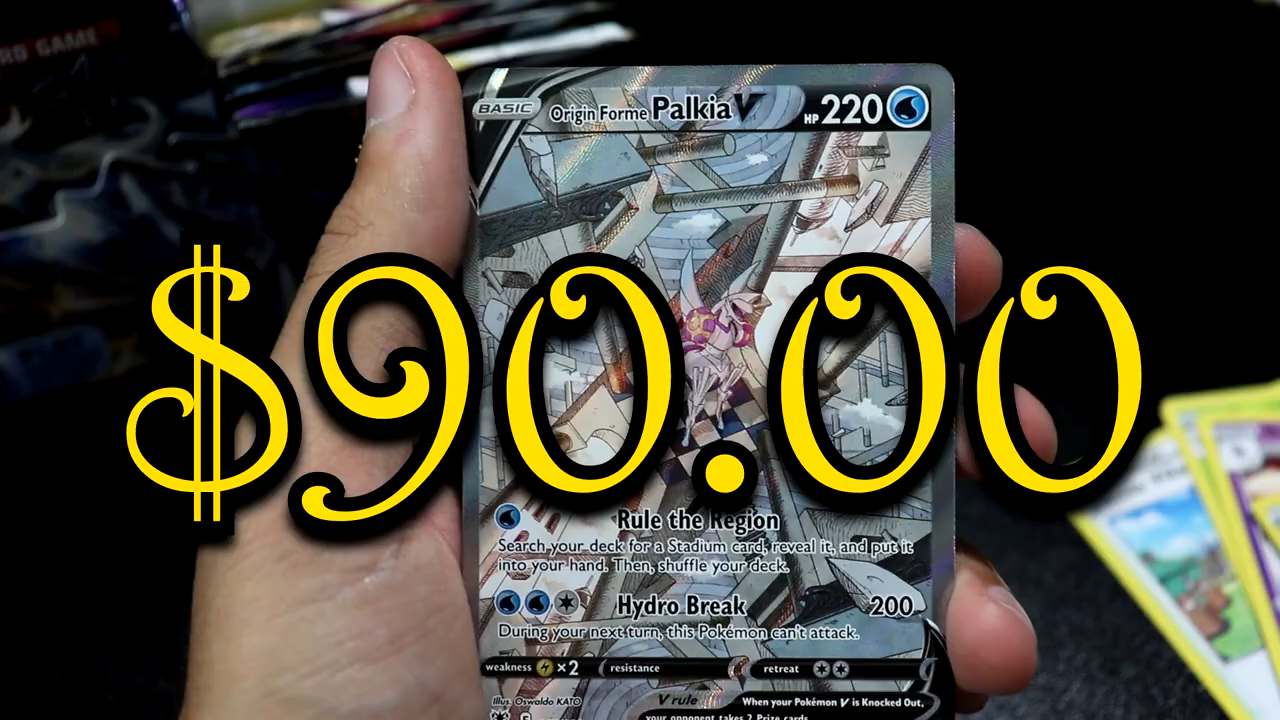 RD GAME
BASIC Origin Forme Palkia V HP 220
$90.00
Rule the Region
Search your deck for a Stadium card, reveal it, and put it
into your hand. Then, shuffle your deck.
Hydro Break 200
During your next turn, this Pokémon can't attack.
weakness ×2 resistance retreat
Illus. Oswaldo KATO V rule When your Pokémon V is Knocked Out,
your opponent takes 2 Prize cards.